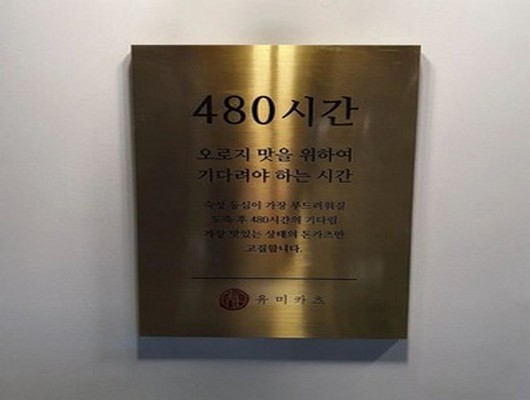 480시간
오로지 맛을 위하여
기다려야 하는 시간
숙성 등심이 가장 부드러워질
도축 후 480시간의 기다림
가장 맛있는 상태의 돈가츠만
고집합니다.
유미카츠